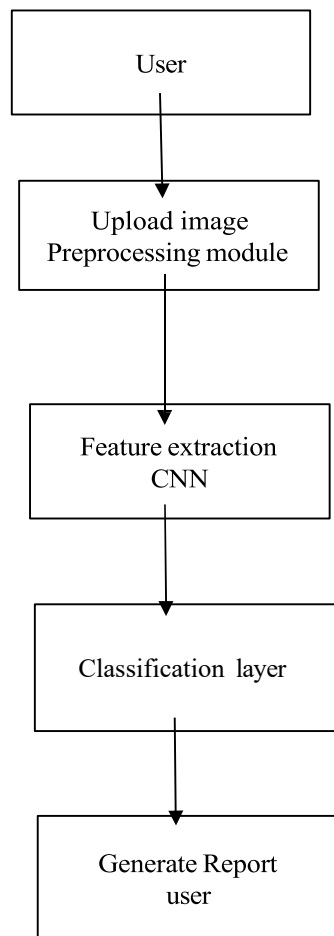 User
Upload image
Preprocessing module
Feature extraction
CNN
Classification layer
Generate Report
user